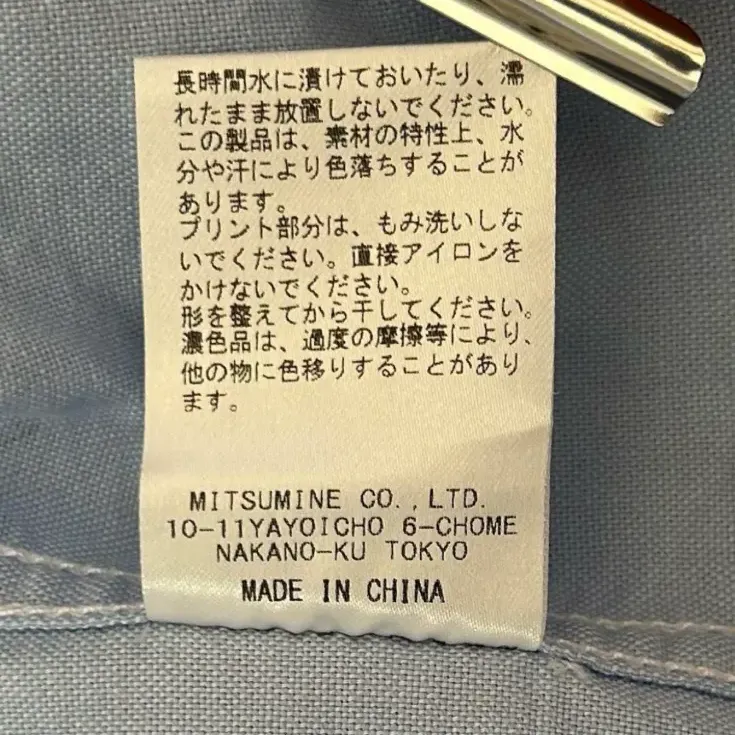 長時間水に漬けておいたり、濡
れたまま放置しないでください。
この製品は、素材の特性上、水
分や汗により色落ちすることが
あります。
プリント部分は、もみ洗いしな
いでください。直接アイロンを
かけないでください。
形を整えてから干してください。
濃色品は、過度の摩擦等により、
他の物に色移りすることがあり
ます。
MITSUMINE CO.,LTD.
10-11YAYOICHO 6-CHOME
NAKANO-KU TOKYO
MADE IN CHINA